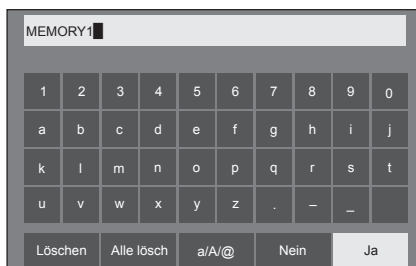 MEMORY1
1 2 3 4 5 6 7 8 9 0
a b c d e f g h i j
k l m n o p q r s t
u v w x y z . – _
Löschen Alle lösch a/A/@ Nein Ja